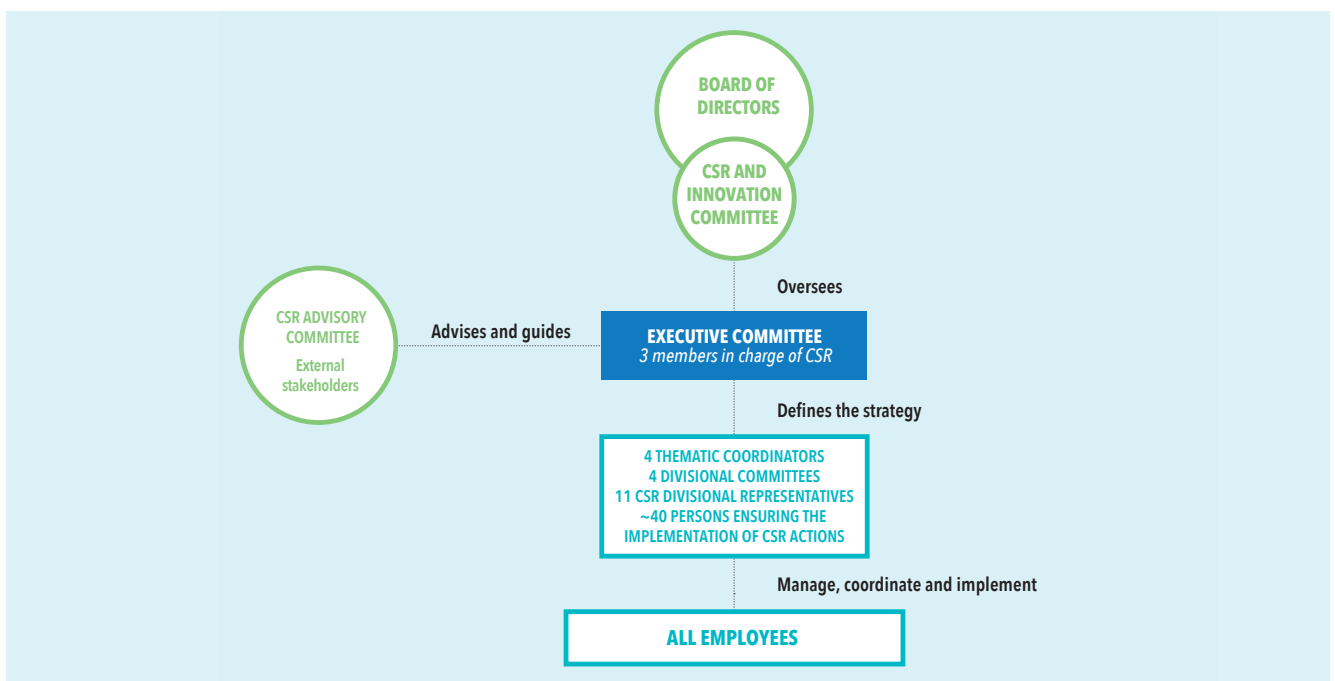 BOARD OF
DIRECTORS
CSR AND
INNOVATION
COMMITTEE
Oversees
CSR ADVISORY
COMMITTEE
External
stakeholders
Advises and guides
EXECUTIVE COMMITTEE
3 members in charge of CSR
Defines the strategy
4 THEMATIC COORDINATORS
4 DIVISIONAL COMMITTEES
11 CSR DIVISIONAL REPRESENTATIVES
~40 PERSONS ENSURING THE
IMPLEMENTATION OF CSR ACTIONS
Manage, coordinate and implement
ALL EMPLOYEES